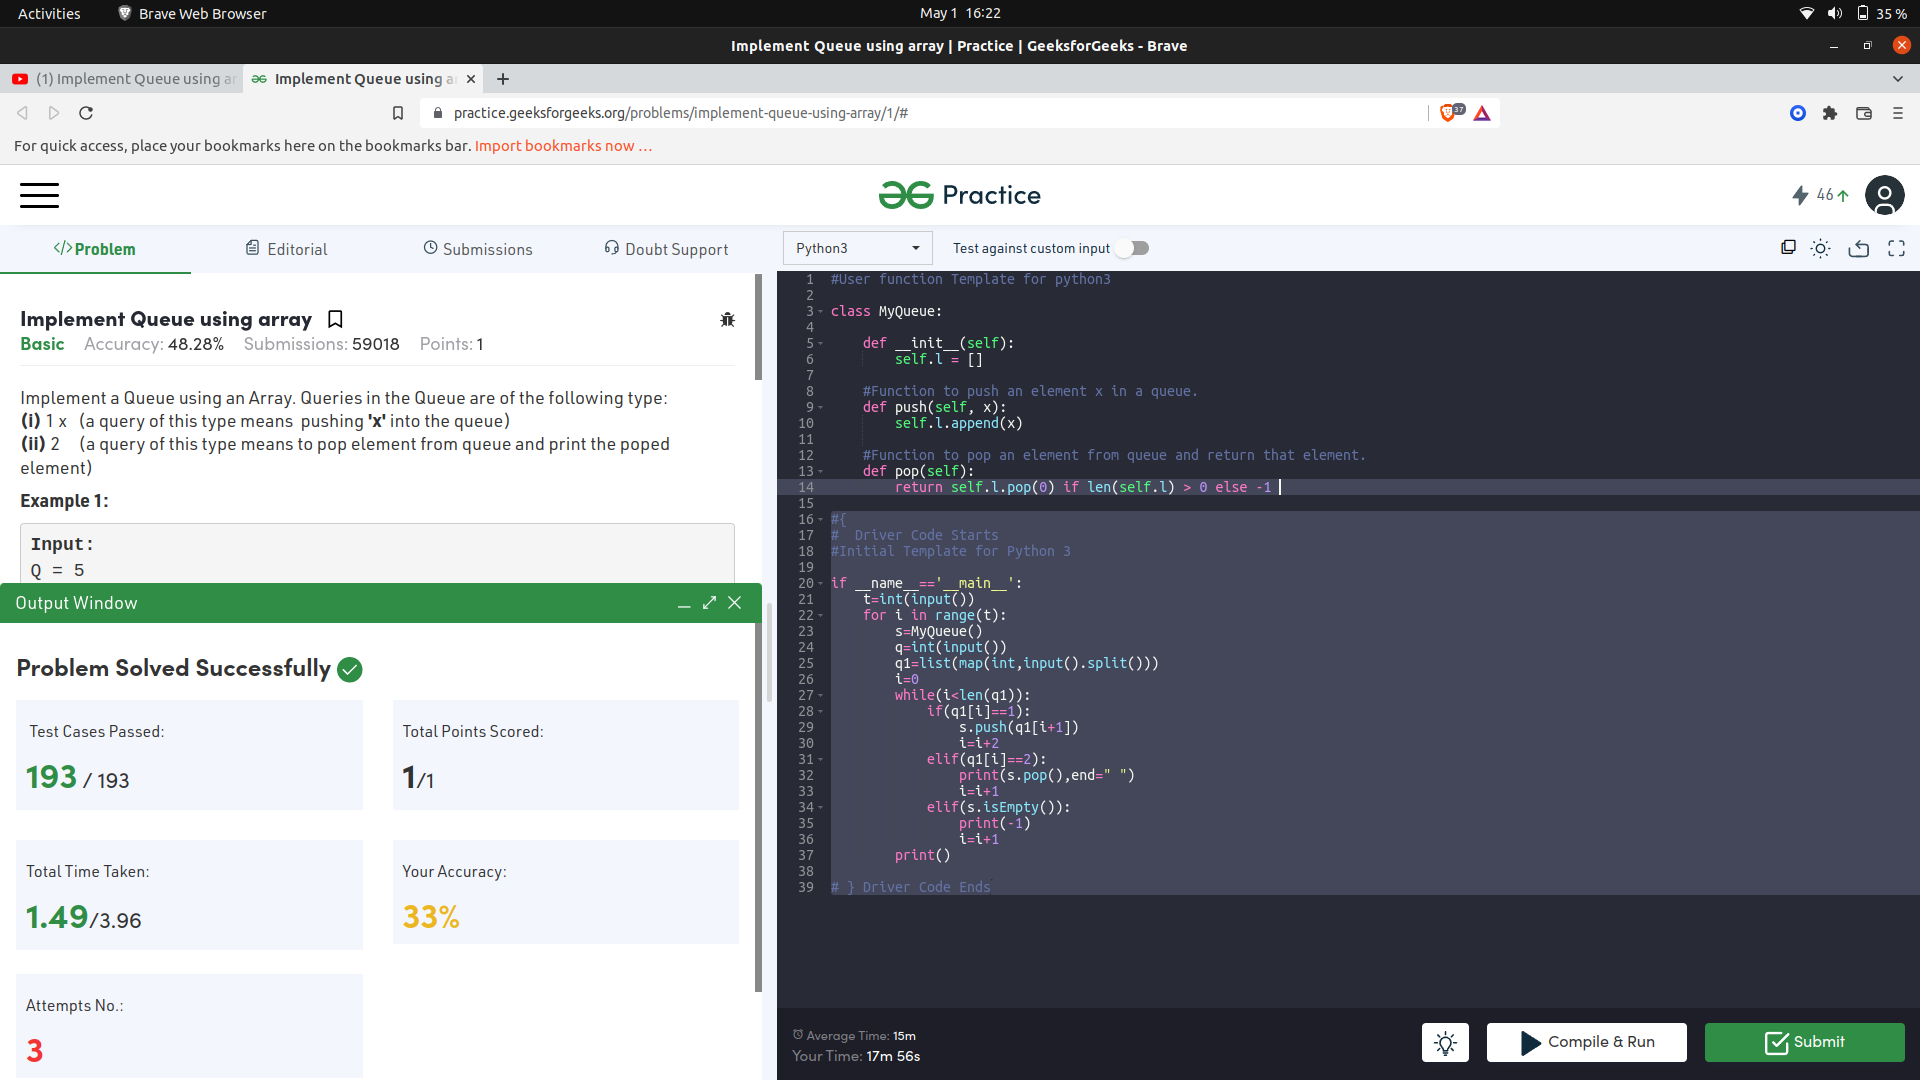 Activities
Brave Web Browser
May 1 16:22
35 %
Implement Queue using array | Practice | GeeksforGeeks - Brave
(1) Implement Queue using ar
Implement Queue using a
practice.geeksforgeeks.org/problems/implement-queue-using-array/1/#
37
For quick access, place your bookmarks here on the bookmarks bar. Import bookmarks now …
Practice
46
</>Problem
Editorial
Submissions
Doubt Support
Implement Queue using array
Basic Accuracy: 48.28% Submissions: 59018 Points: 1
Implement a Queue using an Array. Queries in the Queue are of the following type:
(i) 1 x (a query of this type means pushing 'x' into the queue)
(ii) 2 (a query of this type means to pop element from queue and print the poped
element)
Example 1:
Input:
Q = 5
Output Window
Problem Solved Successfully
Test Cases Passed:
193 / 193
Total Points Scored:
1/1
Total Time Taken:
1.49/3.96
Your Accuracy:
33%
Attempts No.:
3
Python3
Test against custom input
1 #User function Template for python3
2
3 class MyQueue:
4
5     def __init__(self):
6         self.l = []
7
8     #Function to push an element x in a queue.
9     def push(self, x):
10         self.l.append(x)
11
12     #Function to pop an element from queue and return that element.
13     def pop(self):
14         return self.l.pop(0) if len(self.l) > 0 else -1
15
16 #{
17 #  Driver Code Starts
18 #Initial Template for Python 3
19
20 if __name__=='__main__':
21     t=int(input())
22     for i in range(t):
23         s=MyQueue()
24         q=int(input())
25         q1=list(map(int,input().split()))
26         i=0
27         while(i<len(q1)):
28             if(q1[i]==1):
29                 s.push(q1[i+1])
30                 i=i+2
31             elif(q1[i]==2):
32                 print(s.pop(),end=" ")
33                 i=i+1
34             elif(s.isEmpty()):
35                 print(-1)
36                 i=i+1
37         print()
38
39 # } Driver Code Ends
Average Time: 15m
Your Time: 17m 56s
Compile & Run
Submit